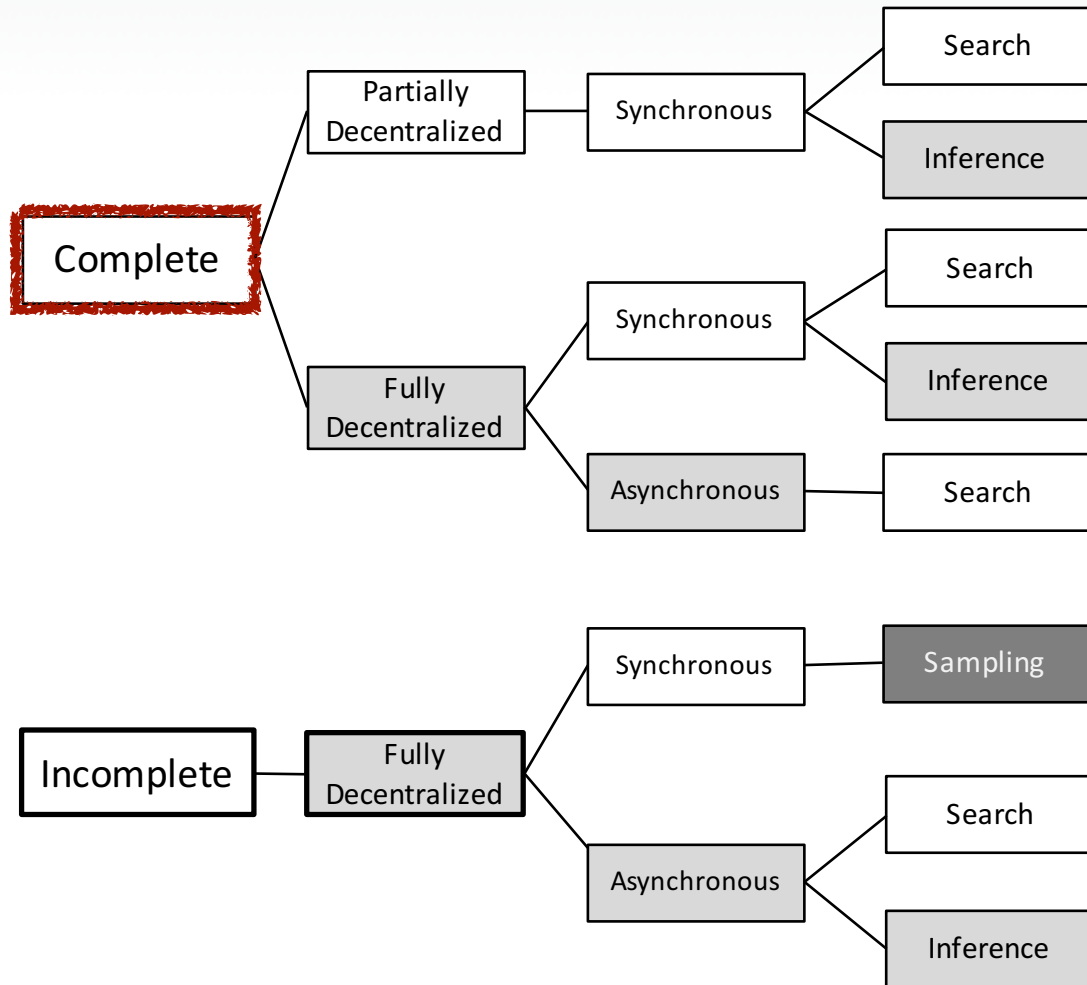 Search
Partially
Decentralized
Synchronous
Inference
Complete
Search
Synchronous
Inference
Fully
Decentralized
Asynchronous
Search
Synchronous
Sampling
Incomplete
Fully
Decentralized
Search
Asynchronous
Inference